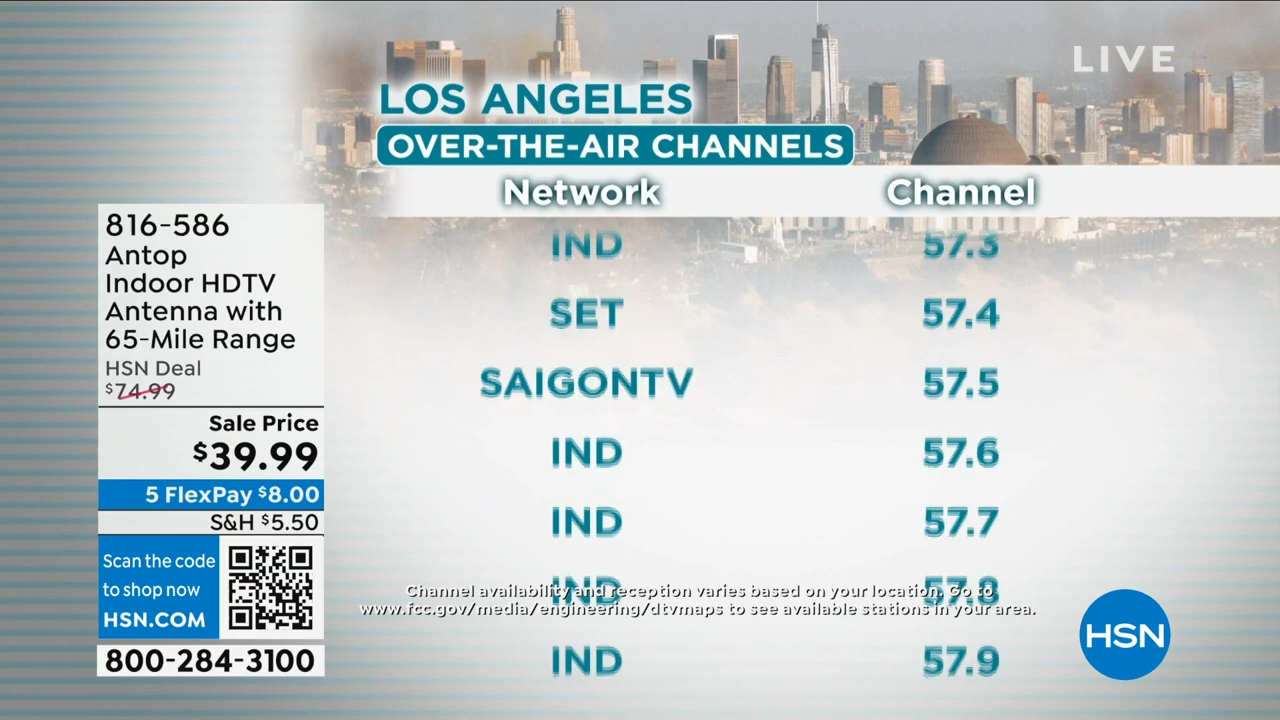 LIVE
LOS ANGELES
OVER-THE-AIR CHANNELS
Network Channel
IND 57.3
SET 57.4
SAIGONTV 57.5
IND 57.6
IND 57.7
IND 57.8
IND 57.9
Channel availability and reception varies based on your location. Go to
www.fcc.gov/media/engineering/dtvmaps to see available stations in your area.
816-586
Antop
Indoor HDTV
Antenna with
65-Mile Range
HSN Deal
$74.99
Sale Price
$39.99
5 FlexPay $8.00
S&H $5.50
Scan the code
to shop now
HSN.COM
800-284-3100
HSN